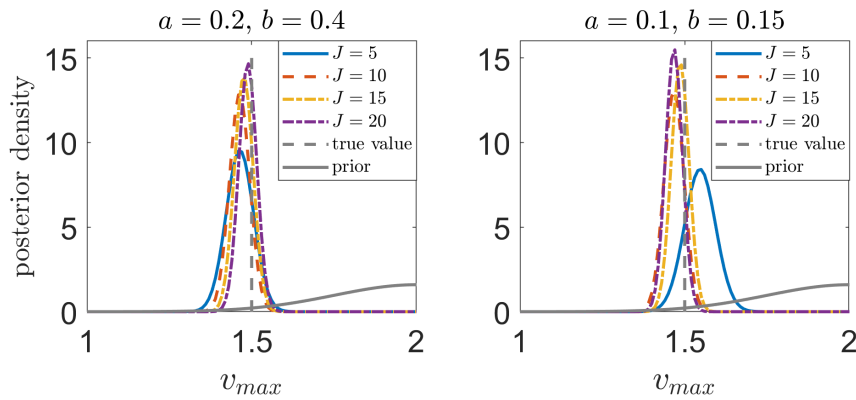 a = 0.2, b = 0.4
posterior density
15
10
5
0
1
1.5
2
v_max
J = 5
J = 10
J = 15
J = 20
true value
prior
a = 0.1, b = 0.15
15
10
5
0
1
1.5
2
v_max
J = 5
J = 10
J = 15
J = 20
true value
prior